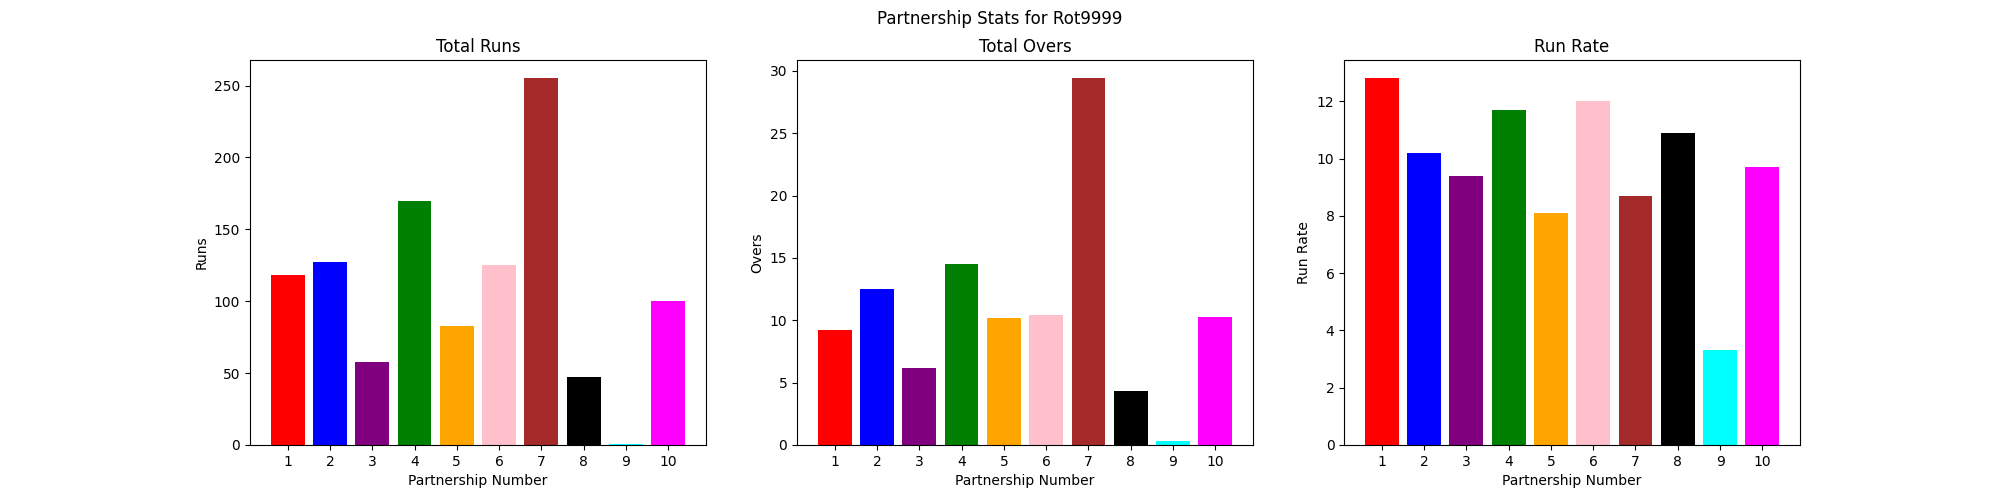 Partnership Stats for Rot9999
Total Runs
250
200
150
100
50
0
Runs
1 2 3 4 5 6 7 8 9 10
Partnership Number
Total Overs
30
25
20
15
10
5
0
Overs
1 2 3 4 5 6 7 8 9 10
Partnership Number
Run Rate
12
10
8
6
4
2
0
Run Rate
1 2 3 4 5 6 7 8 9 10
Partnership Number